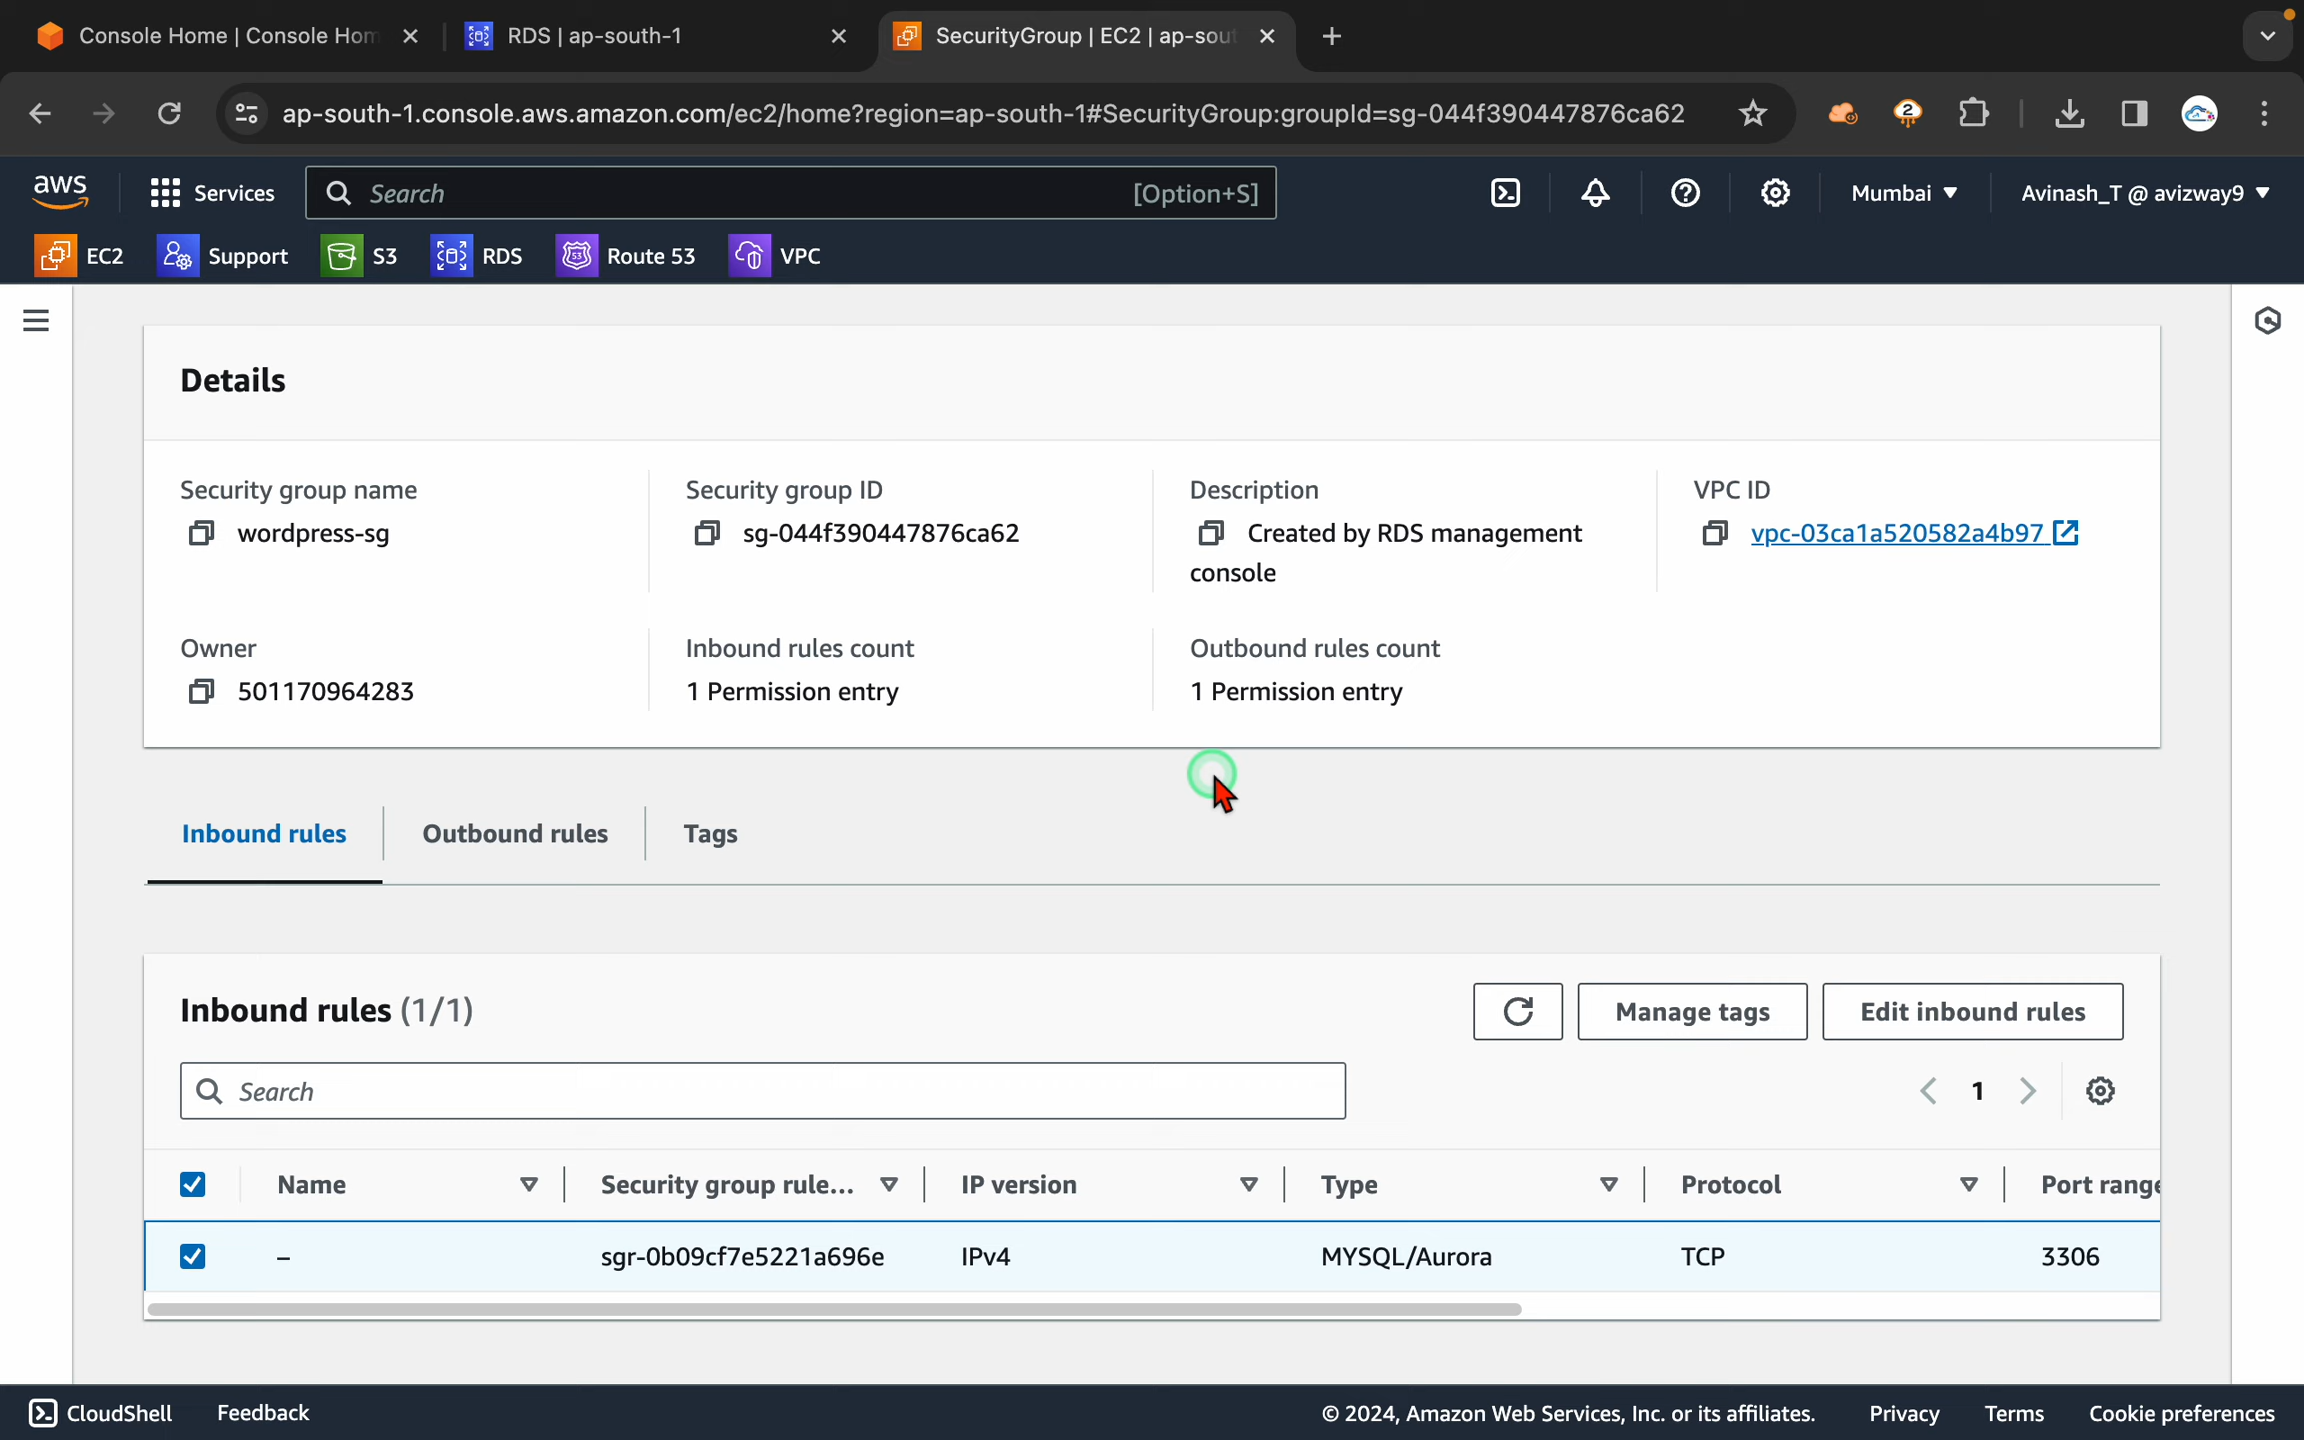 Console Home | Console Hom
RDS | ap-south-1
SecurityGroup | EC2 | ap-sout
ap-south-1.console.aws.amazon.com/ec2/home?region=ap-south-1#SecurityGroup:groupId=sg-044f390447876ca62
2
aws
Services
Search
[Option+S]
Mumbai
Avinash_T @ avizway9
EC2
Support
S3
RDS
53
Route 53
VPC
Details
Security group name
wordpress-sg
Security group ID
sg-044f390447876ca62
Description
Created by RDS management
console
VPC ID
vpc-03ca1a520582a4b97
Owner
501170964283
Inbound rules count
1 Permission entry
Outbound rules count
1 Permission entry
Inbound rules
Outbound rules
Tags
Inbound rules (1/1)
Manage tags
Edit inbound rules
Search
1
Name
Security group rule...
IP version
Type
Protocol
Port range
–
sgr-0b09cf7e5221a696e
IPv4
MYSQL/Aurora
TCP
3306
CloudShell
Feedback
© 2024, Amazon Web Services, Inc. or its affiliates.
Privacy
Terms
Cookie preferences